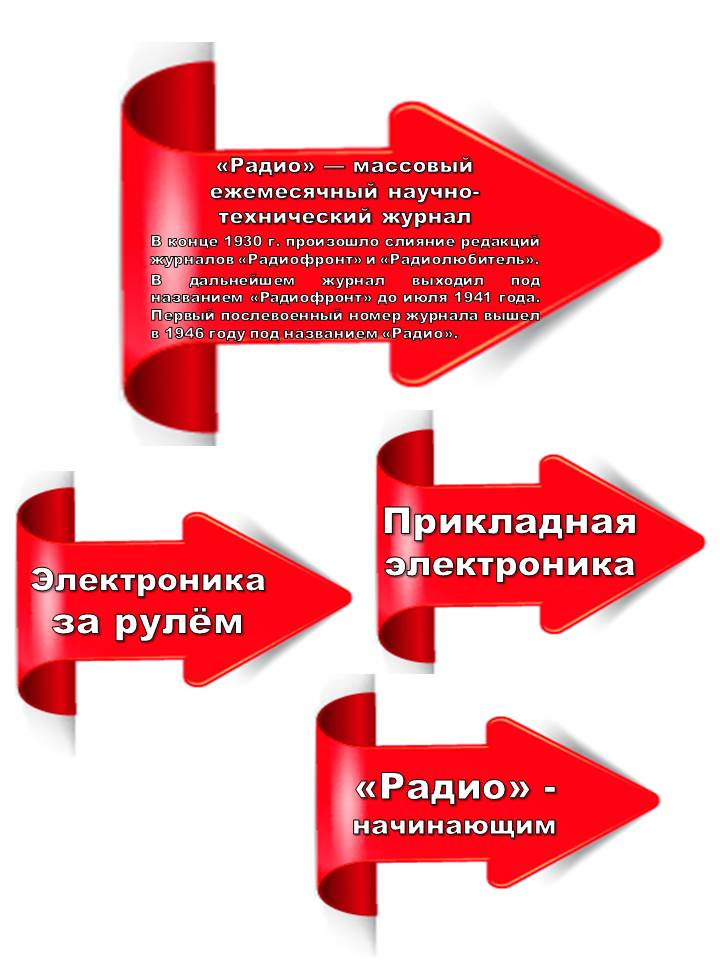 «Радио» — массовый
ежемесячный научно-
технический журнал
В конце 1930 г. произошло слияние редакций
журналов «Радиофронт» и «Радиолюбитель».
В дальнейшем журнал выходил под
названием «Радиофронт» до июля 1941 года.
Первый послевоенный номер журнала вышел
в 1946 году под названием «Радио».
Прикладная
электроника
Электроника
за рулём
«Радио» -
начинающим